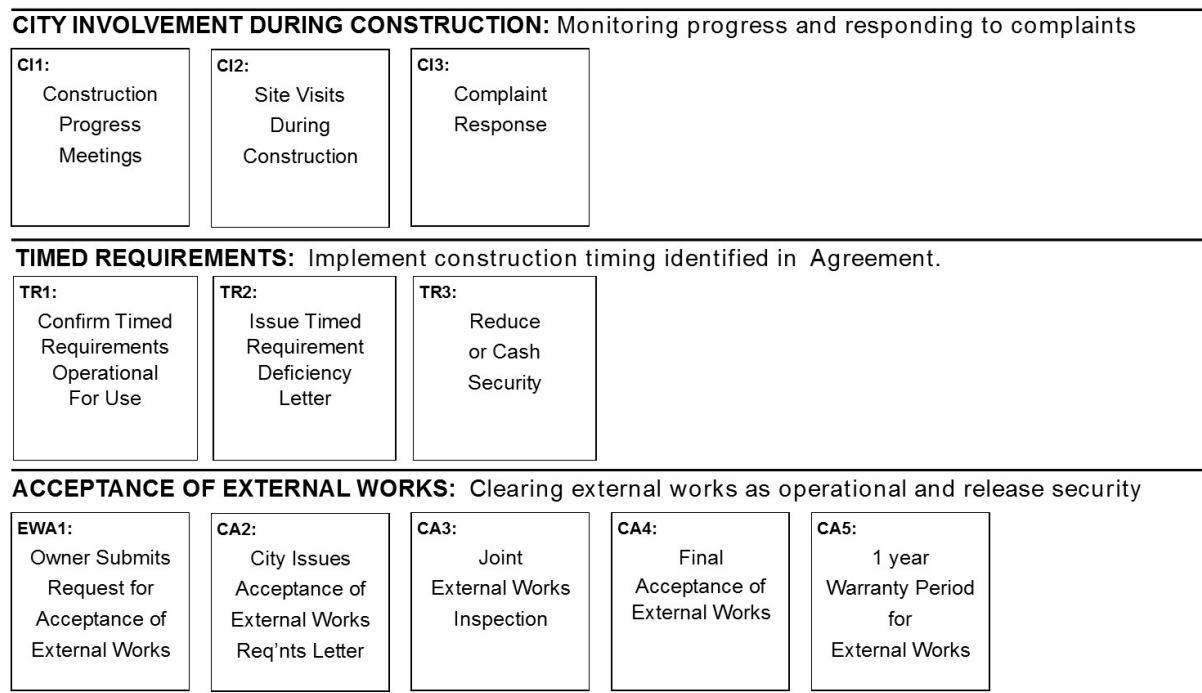 CITY INVOLVEMENT DURING CONSTRUCTION: Monitoring progress and responding to complaints
CI1:
Construction
Progress
Meetings
CI2:
Site Visits
During
Construction
CI3:
Complaint
Response
TIMED REQUIREMENTS: Implement construction timing identified in Agreement.
TR1:
Confirm Timed
Requirements
Operational
For Use
TR2:
Issue Timed
Requirement
Deficiency
Letter
TR3:
Reduce
or Cash
Security
ACCEPTANCE OF EXTERNAL WORKS: Clearing external works as operational and release security
EWA1:
Owner Submits
Request for
Acceptance of
External Works
CA2:
City Issues
Acceptance of
External Works
Req'nts Letter
CA3:
Joint
External Works
Inspection
CA4:
Final
Acceptance of
External Works
CA5:
1 year
Warranty Period
for
External Works